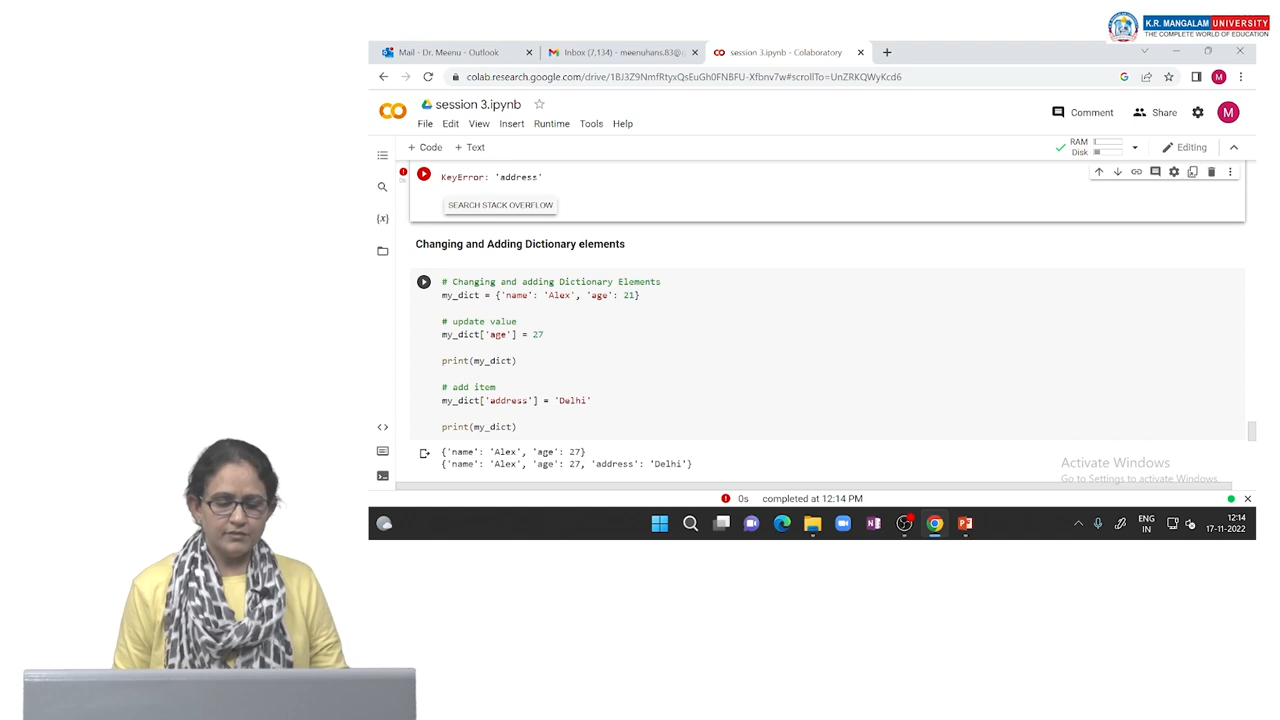 K.R. MANGALAM UNIVERSITY
THE COMPLETE WORLD OF EDUCATION
Mail - Dr. Meenu - Outlook
Inbox (7,134) - meenuhans.83@
session 3.ipynb - Colaboratory
colab.research.google.com/drive/1BJ3Z9NmfRtyxQsEuGh0FNBFU-Xfbnv7w#scrollTo=UnZRKQWyKcd6
M
session 3.ipynb
Comment
Share
M
File Edit View Insert Runtime Tools Help
+ Code + Text
RAM
Disk
Editing
KeyError: 'address'
SEARCH STACK OVERFLOW
Changing and Adding Dictionary elements
# Changing and adding Dictionary Elements
my_dict = {'name': 'Alex', 'age': 21}
# update value
my_dict['age'] = 27
print(my_dict)
# add item
my_dict['address'] = 'Delhi'
print(my_dict)
{'name': 'Alex', 'age': 27}
{'name': 'Alex', 'age': 27, 'address': 'Delhi'}
Activate Windows
Go to Settings to activate Windows.
0s completed at 12:14 PM
ENG
IN
12:14
17-11-2022